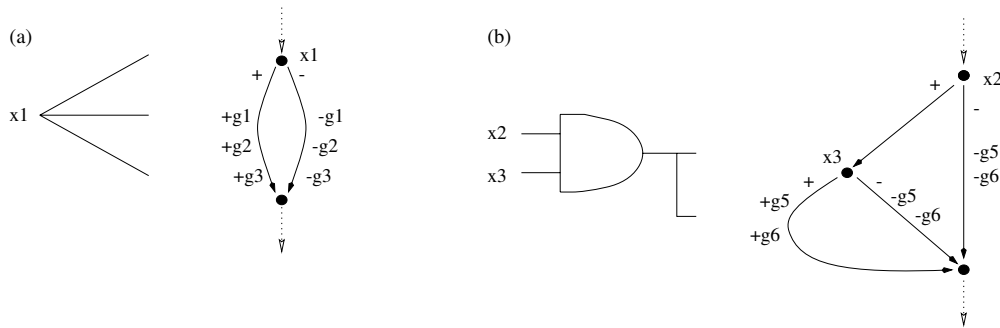 (a)
x1
x1
+
-
+g1
-g1
+g2
-g2
+g3
-g3
(b)
x2
x3
x2
+
-
x3
-g5
-g6
+
-
+g5
-g5
-g6
+g6